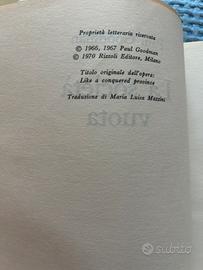 Proprietà letteraria riservata
© 1966, 1967 Paul Goodman
© 1970 Rizzoli Editore, Milano
Titolo originale dell'opera:
Like a conquered province
Traduzione di Maria Luisa Mazzini
vuota
subito